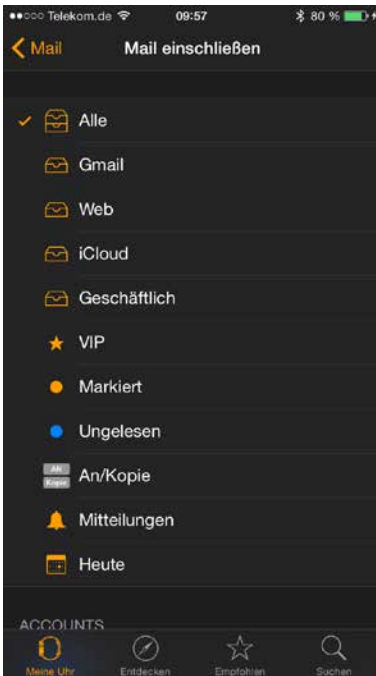 Telekom.de 09:57 80 %
Mail Mail einschließen
Alle
Gmail
Web
iCloud
Geschäftlich
VIP
Markiert
Ungelesen
AN
Kopie
An/Kopie
Mitteilungen
Heute
ACCOUNTS
Meine Uhr Entdecken Empfohlen Suchen